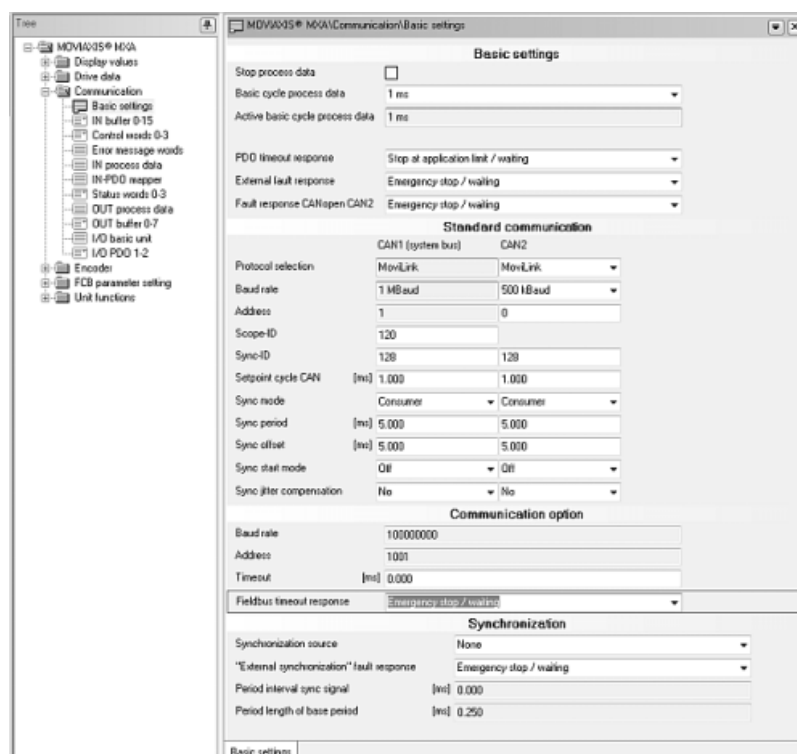 Tree
MOVIAXIS® MXA
Display values
Drive data
Communication
Basic settings
IN buffer 0-15
Control words 0-3
Error message words
IN process data
IN-PDO mapper
Status words 0-3
OUT process data
OUT buffer 0-7
I/O basic unit
I/O PDO 1-2
Encoder
FCB parameter setting
Unit functions
MOVIAXIS® MXA\Communication\Basic settings
Basic settings
Stop process data
Basic cycle process data 1 ms
Active basic cycle process data 1 ms
PDO timeout response Stop at application limit / waiting
External fault response Emergency stop / waiting
Fault response CANopen CAN2 Emergency stop / waiting
Standard communication
CAN1 (system bus) CAN2
Protocol selection MoviLink MoviLink
Baud rate 1 MBaud 500 kBaud
Address 1 0
Scope-ID 120
Sync-ID 128 128
Setpoint cycle CAN [ms] 1.000 1.000
Sync mode Consumer Consumer
Sync period [ms] 5.000 5.000
Sync offset [ms] 5.000 5.000
Sync start mode Off Off
Sync jitter compensation No No
Communication option
Baud rate 100000000
Address 1001
Timeout [ms] 0.000
Fieldbus timeout response Emergency stop / waiting
Synchronization
Synchronization source None
"External synchronization" fault response Emergency stop / waiting
Period interval sync signal [ms] 0.000
Period length of base period [ms] 0.250
Basic settings